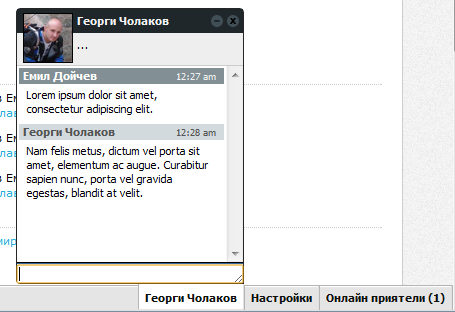 Георги Чолаков
...
Емил Дойчев 12:27 am
Lorem ipsum dolor sit amet,
consectetur adipiscing elit.
Георги Чолаков 12:28 am
Nam felis metus, dictum vel porta sit
amet, elementum ac augue. Curabitur
sapien nunc, porta vel gravida
egestas, blandit at velit.
Георги Чолаков Настройки Онлайн приятели (1)